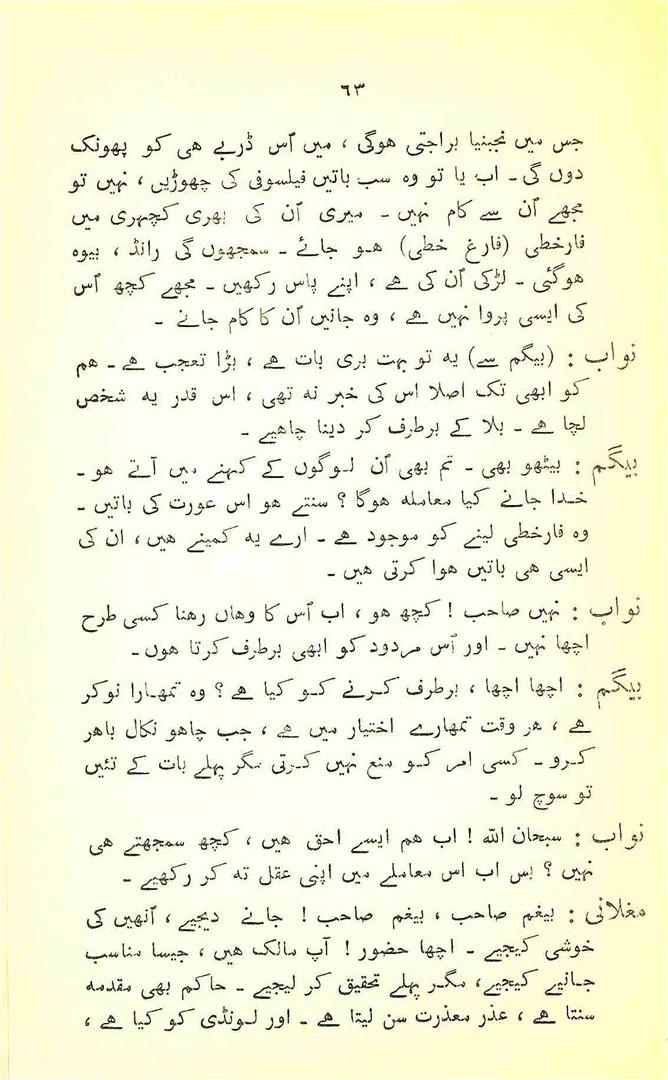 ٦٣
جس میں نجبنیا براجتی ہوگی ، میں اُس ڈربے ہی کو پھونک
دوں گی ۔ اب یا تو وہ سب باتیں فیلسوفی کی چھوڑیں ، نہیں تو
مجھے اُن سے کام نہیں ۔ میری اُن کی بھری کچہری میں
فارخطی (فارغ خطی) ہو جائے ۔ سمجھوں گی رانڈ ، بیوہ
ہوگئی ۔ لڑکی اُن کی ہے ، اپنے پاس رکھیں ۔ مجھے کچھ اُس
کی ایسی پروا نہیں ہے ، وہ جانیں اُن کا کام جانے ۔
نواب : (بیگم سے) یہ تو بہت بری بات ہے ، بڑا تعجب ہے ۔ ہم
کو ابھی تک اصلا اس کی خبر نہ تھی ، اس قدر یہ شخص
لچا ہے ۔ بلا کے برطرف کر دینا چاہیے ۔
بیگم : بیٹھو بھی ۔ تم بھی اُن لوگوں کے کہنے میں آتے ہو ۔
خدا جانے کیا معاملہ ہوگا ؟ سنتے ہو اس عورت کی باتیں ۔
وہ فارخطی لینے کو موجود ہے ۔ ارے یہ کمینے ہیں ، ان کی
ایسی ہی باتیں ہوا کرتی ہیں ۔
نواب : نہیں صاحب ! کچھ ہو ، اب اُس کا وہاں رہنا کسی طرح
اچھا نہیں ۔ اور اُس مردود کو ابھی برطرف کرتا ہوں ۔
بیگم : اچھا اچھا ، برطرف کرنے کو کیا ہے ؟ وہ تمہارا نوکر
ہے ، ہر وقت تمہارے اختیار میں ہے ، جب چاہو نکال باہر
کرو ۔ کسی امر کو منع نہیں کرتی مگر پہلے بات کے تئیں
تو سوچ لو ۔
نواب : سبحان اللہ ! اب ہم ایسے احق ہیں ، کچھ سمجھتے ہی
نہیں ؟ بس اب اس معاملے میں اپنی عقل تہ کر رکھیے ۔
مغلانی : بیغم صاحب ، بیغم صاحب ! جانے دیجیے ، اُنھیں کی
خوشی کیجیے ۔ اچھا حضور ! آپ مالک ہیں ، جیسا مناسب
جانیے کیجیے ، مگر پہلے تحقیق کر لیجیے ۔ حاکم بھی مقدمہ
سنتا ہے ، عذر معذرت سن لیتا ہے ۔ اور لونڈی کو کیا ہے ،